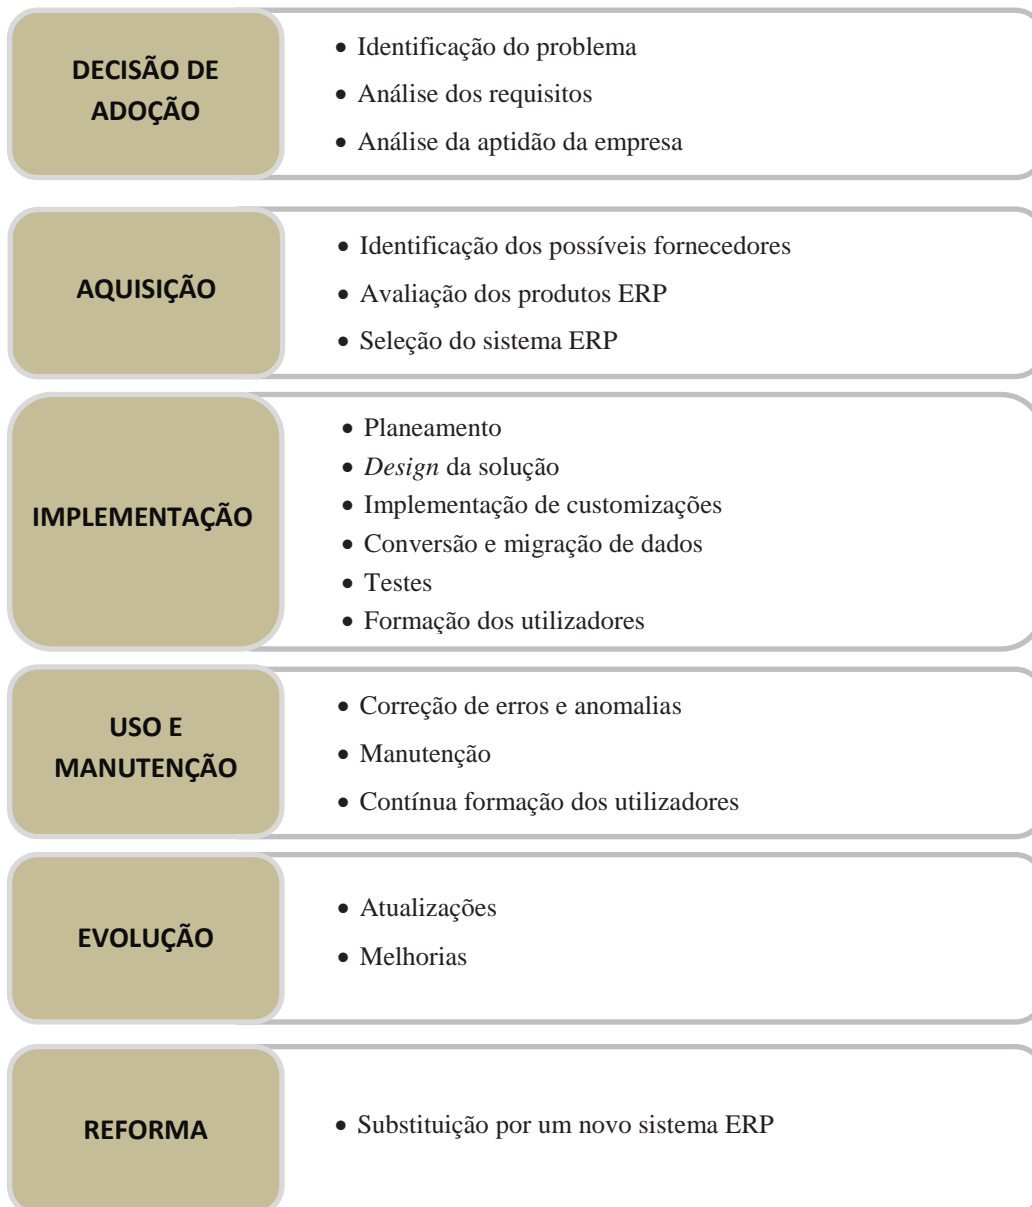 DECISÃO DE
ADOÇÃO
• Identificação do problema
• Análise dos requisitos
• Análise da aptidão da empresa
AQUISIÇÃO
• Identificação dos possíveis fornecedores
• Avaliação dos produtos ERP
• Seleção do sistema ERP
IMPLEMENTAÇÃO
• Planeamento
• Design da solução
• Implementação de customizações
• Conversão e migração de dados
• Testes
• Formação dos utilizadores
USO E
MANUTENÇÃO
• Correção de erros e anomalias
• Manutenção
• Contínua formação dos utilizadores
EVOLUÇÃO
• Atualizações
• Melhorias
REFORMA
• Substituição por um novo sistema ERP